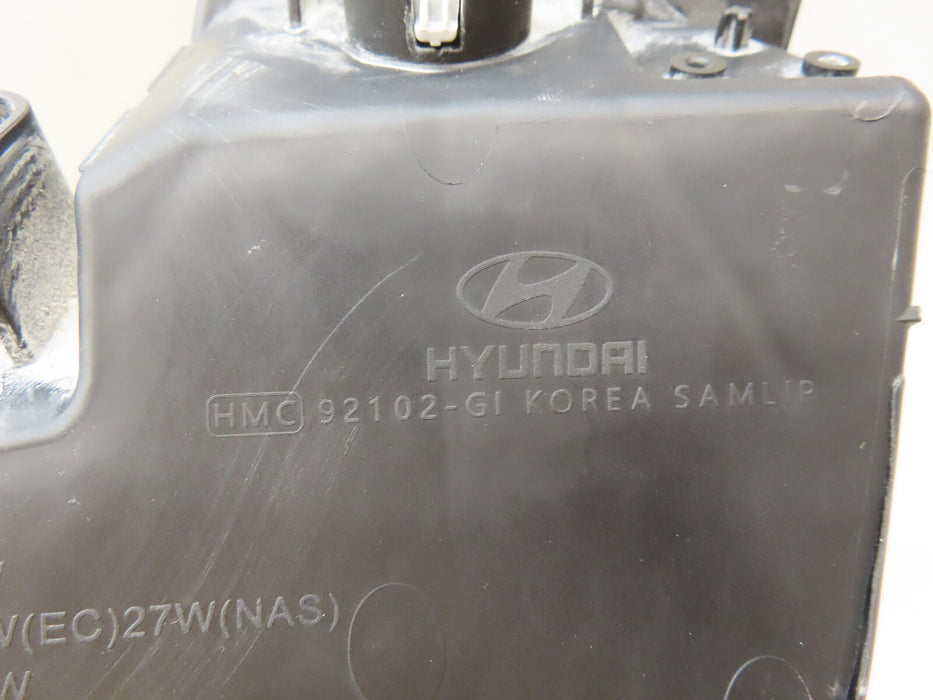 HYUNDAI
HMC 92102-GI KOREA SAMLIP
W(EC)27W(NAS)
W